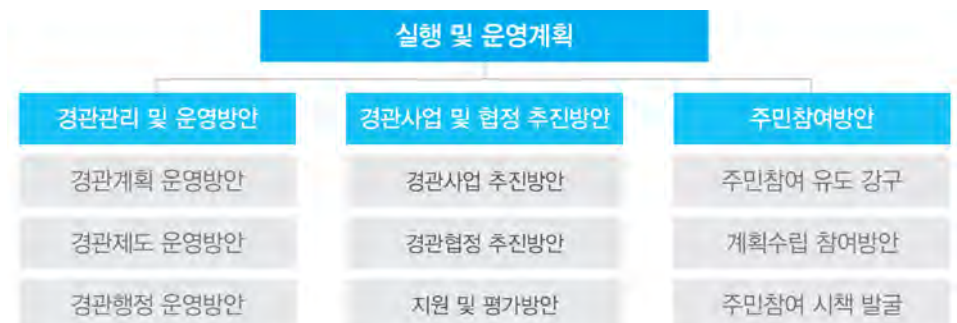 실행 및 운영계획
경관관리 및 운영방안
경관사업 및 협정 추진방안
주민참여방안
경관계획 운영방안
경관사업 추진방안
주민참여 유도 강구
경관제도 운영방안
경관협정 추진방안
계획수립 참여방안
경관행정 운영방안
지원 및 평가방안
주민참여 시책 발굴